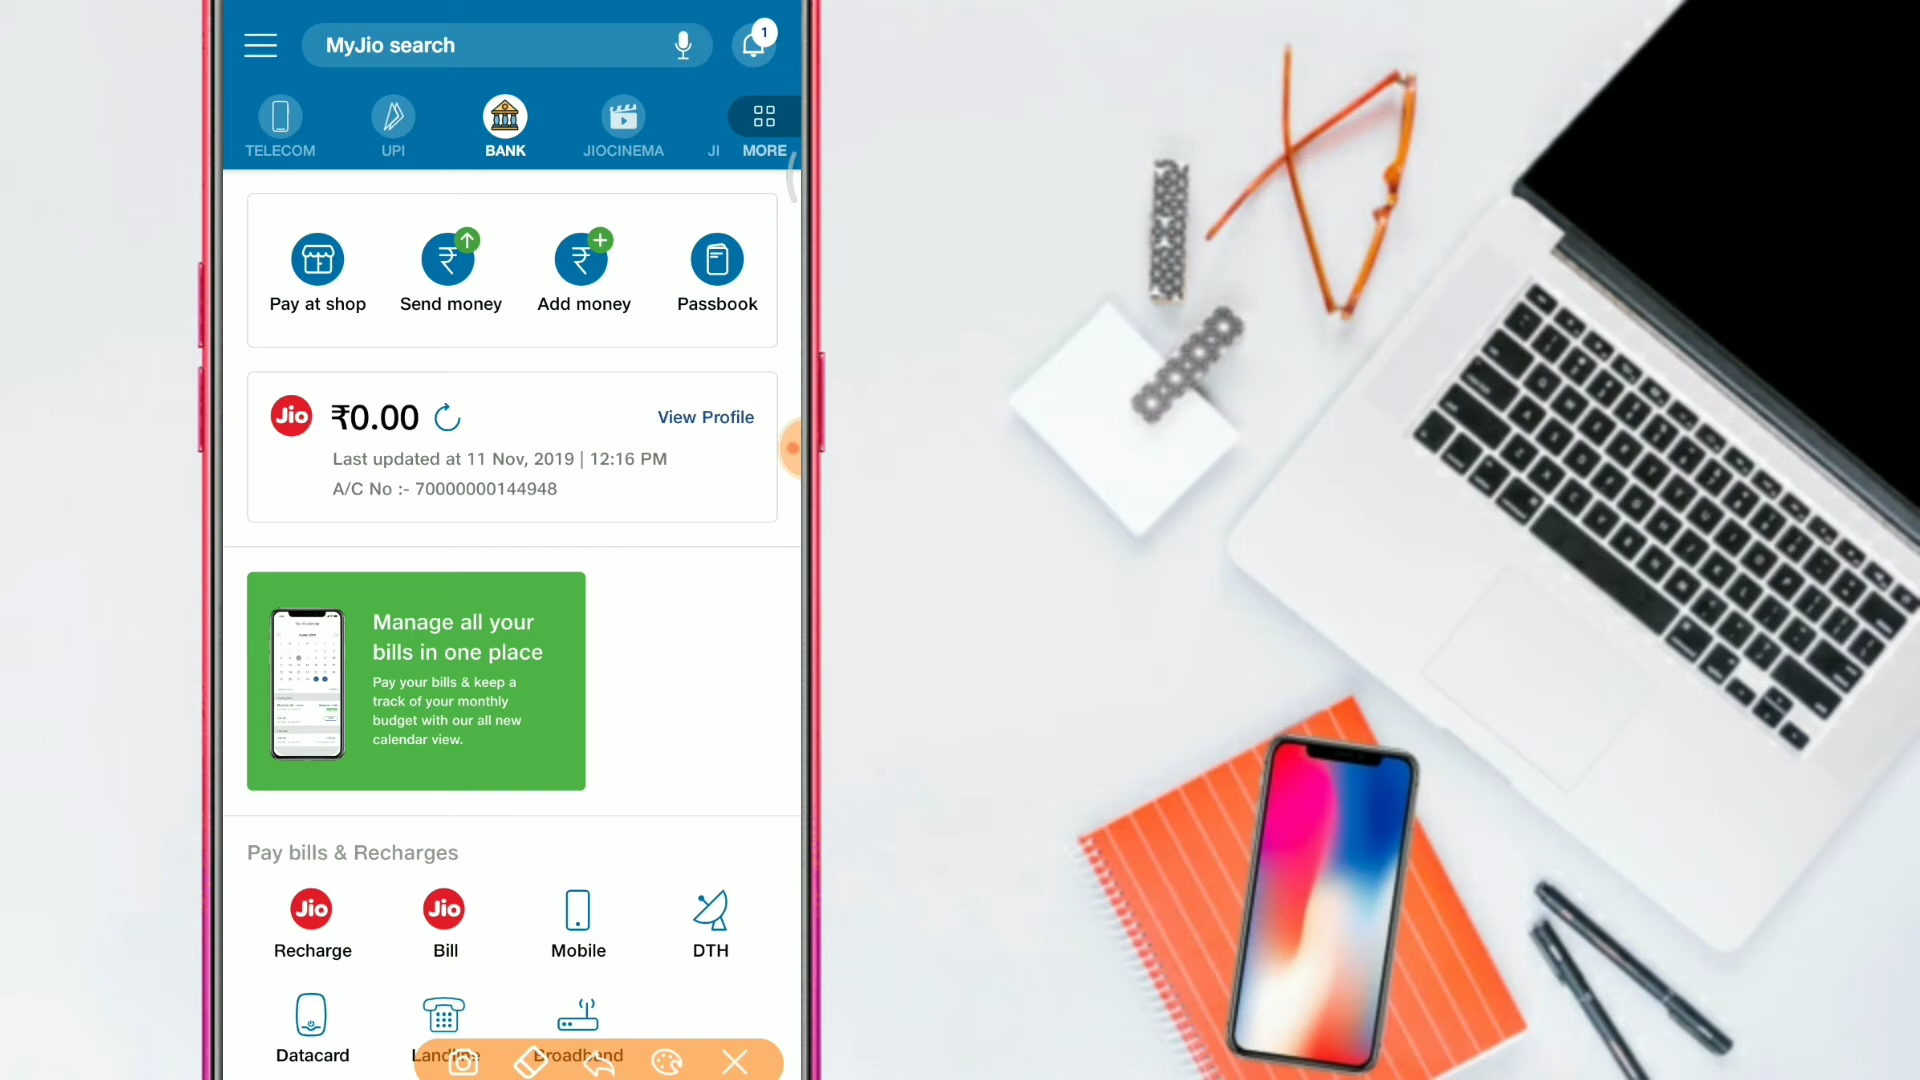 MyJio search
1
TELECOM
UPI
BANK
JIOCINEMA
JI
MORE
Pay at shop
Send money
Add money
Passbook
Jio
₹0.00
View Profile
Last updated at 11 Nov, 2019 | 12:16 PM
A/C No :- 70000000144948
Manage all your
bills in one place
Pay your bills & keep a
track of your monthly
budget with our all new
calendar view.
Pay bills & Recharges
Jio
Jio
Recharge
Bill
Mobile
DTH
Datacard
Landline
Broadband